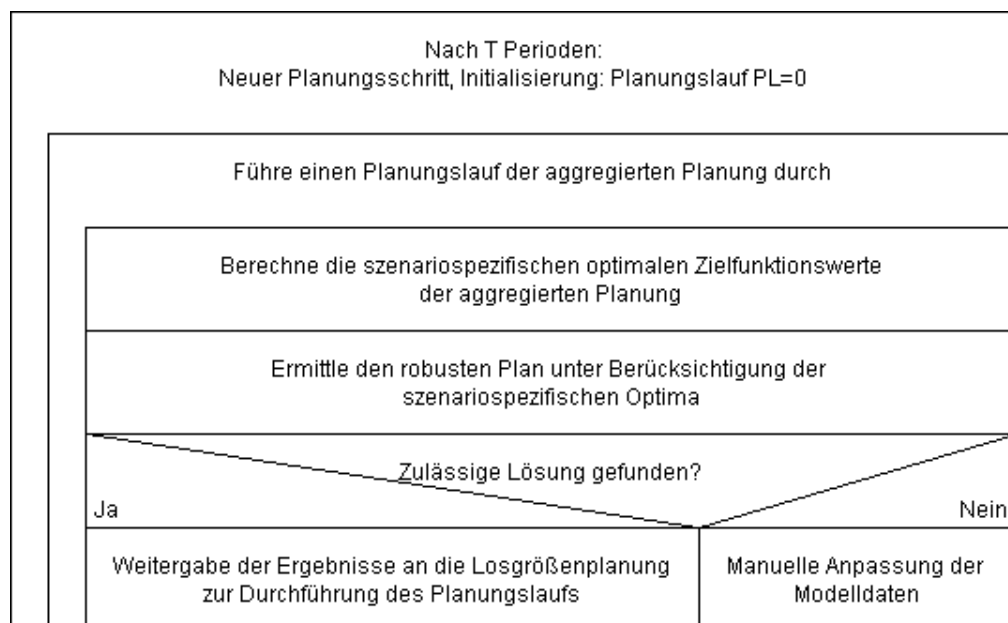 Nach T Perioden:
Neuer Planungsschritt, Initialisierung: Planungslauf PL=0
Führe einen Planungslauf der aggregierten Planung durch
Berechne die szenariospezifischen optimalen Zielfunktionswerte
der aggregierten Planung
Ermittle den robusten Plan unter Berücksichtigung der
szenariospezifischen Optima
Zulässige Lösung gefunden?
Ja
Nein
Weitergabe der Ergebnisse an die Losgrößenplanung
zur Durchführung des Planungslaufs
Manuelle Anpassung der
Modelldaten